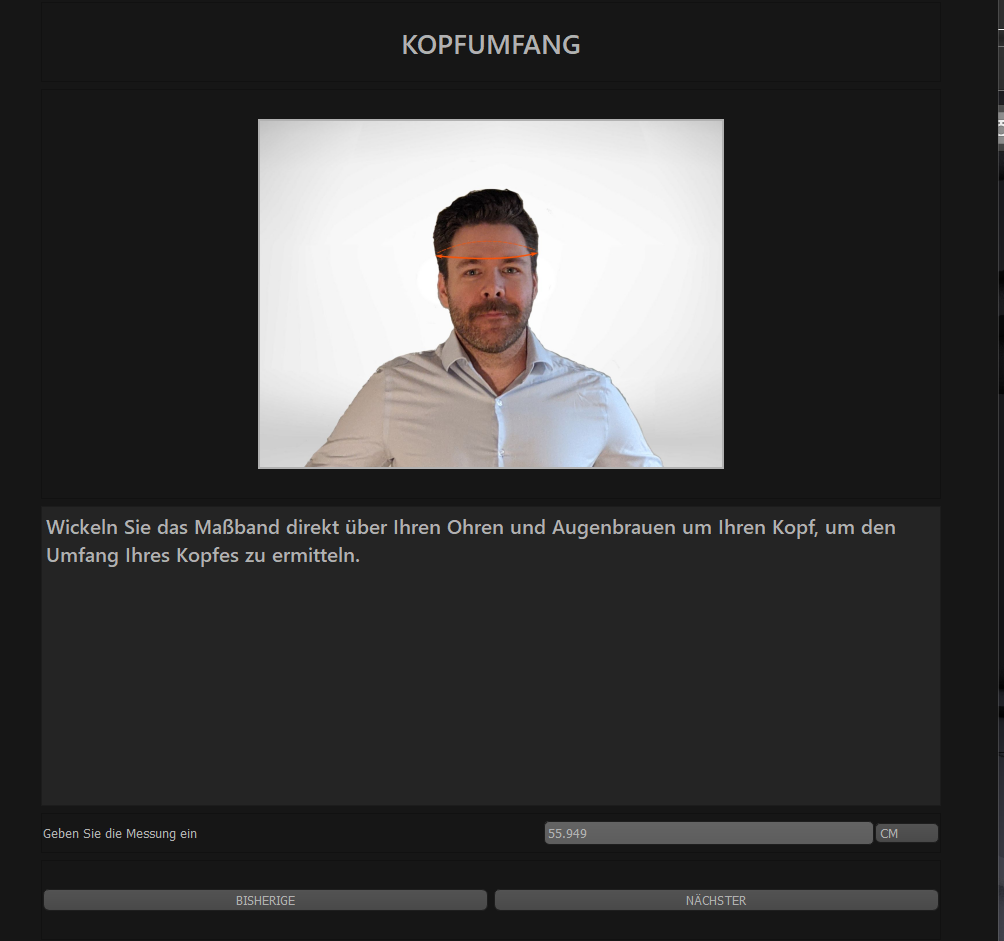 KOPFUMFANG
Wickeln Sie das Maßband direkt über Ihren Ohren und Augenbrauen um Ihren Kopf, um den
Umfang Ihres Kopfes zu ermitteln.
Geben Sie die Messung ein 55.949 CM
BISHERIGE NÄCHSTER